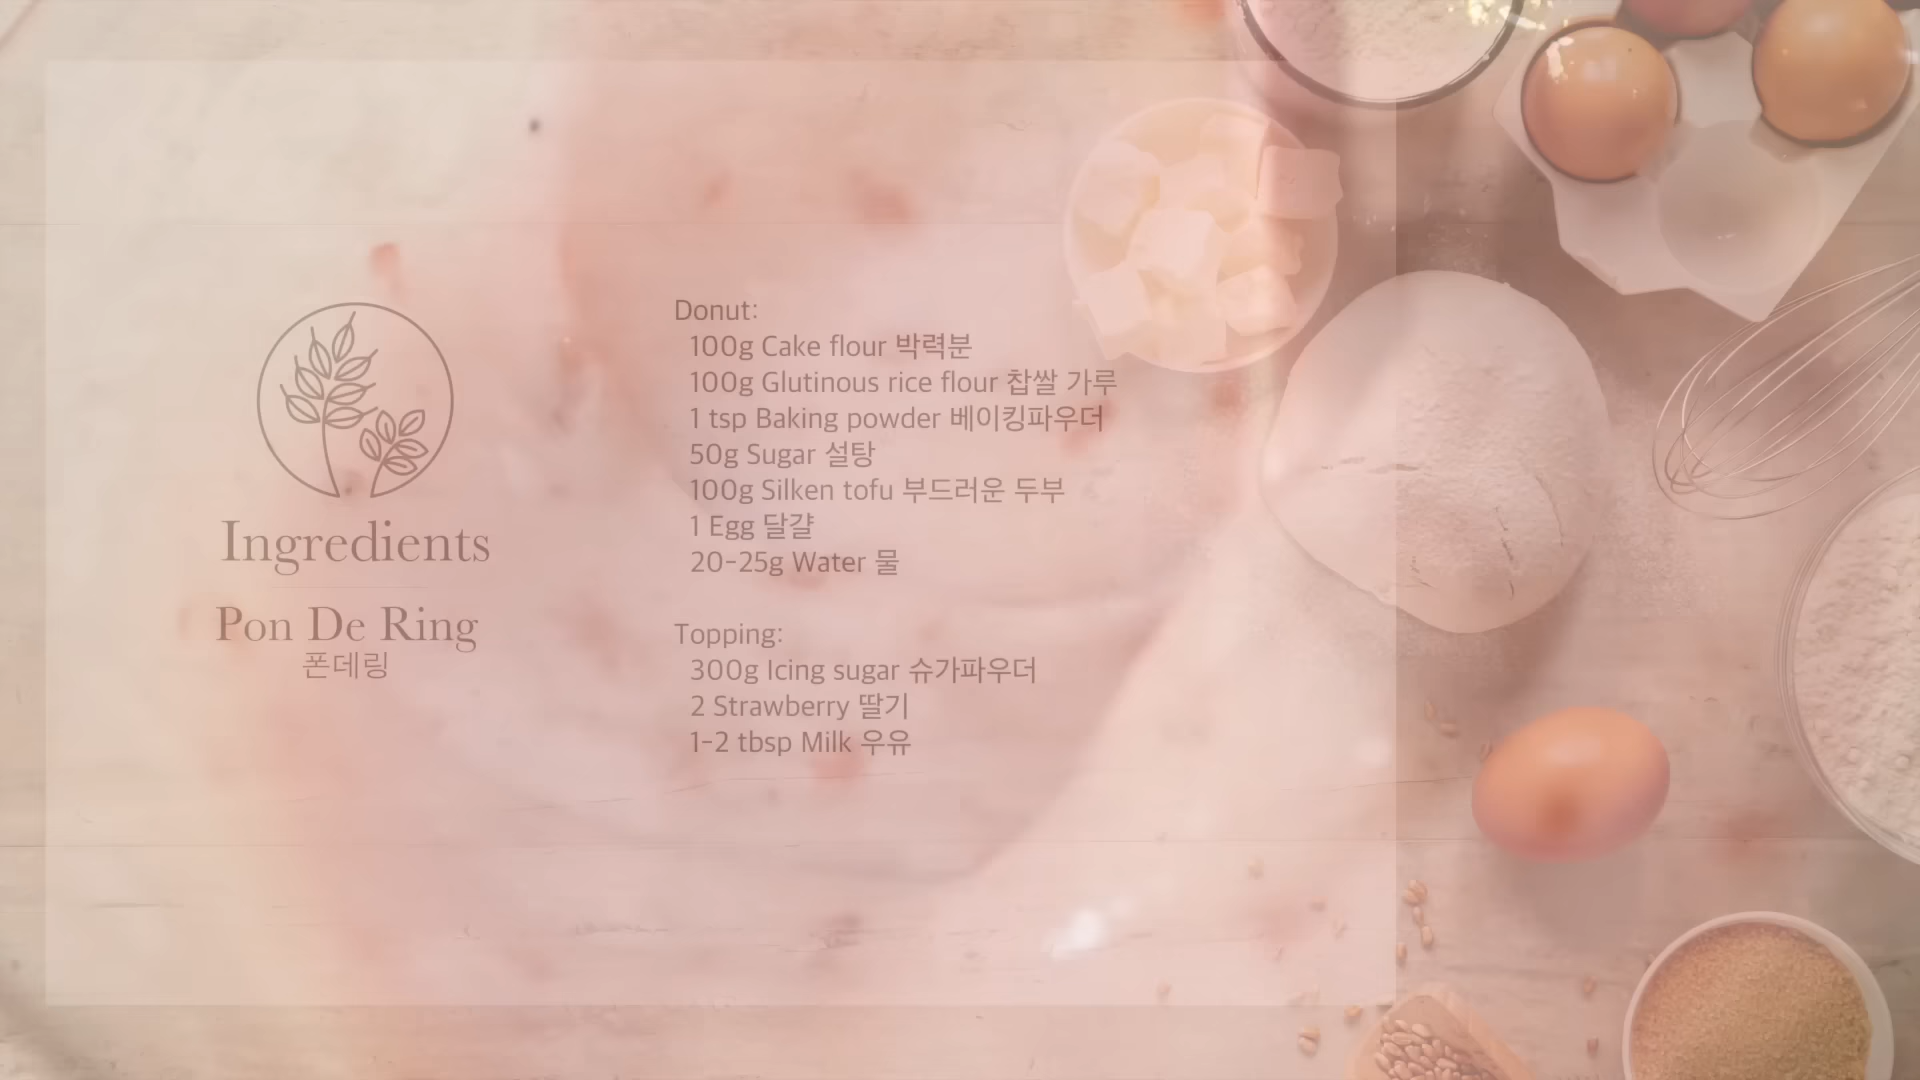 Ingredients
Pon De Ring
폰데링
Donut:
100g Cake flour 박력분
100g Glutinous rice flour 찹쌀 가루
1 tsp Baking powder 베이킹파우더
50g Sugar 설탕
100g Silken tofu 부드러운 두부
1 Egg 달걀
20-25g Water 물
Topping:
300g Icing sugar 슈가파우더
2 Strawberry 딸기
1-2 tbsp Milk 우유